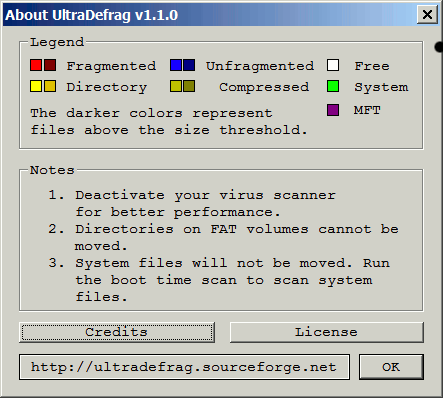 About UltraDefrag v1.1.0
Legend
Fragmented Unfragmented Free
Directory Compressed System
The darker colors represent MFT
files above the size threshold.
Notes
1. Deactivate your virus scanner
for better performance.
2. Directories on FAT volumes cannot be
moved.
3. System files will not be moved. Run
the boot time scan to scan system
files.
Credits License
http://ultradefrag.sourceforge.net OK